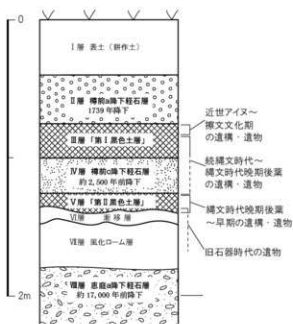 0
Ⅰ層 表土(耕作土)
Ⅱ層 樽前a降下軽石層
1739年降下
Ⅲ層「第Ⅰ黒色土層」
Ⅳ層 樽前c降下軽石層
約2,500年前降下
Ⅴ層「第Ⅱ黒色土層」
Ⅵ層 漸移層
Ⅶ層 風化ローム層
Ⅷ層 恵庭a降下軽石層
約17,000年前降下
2m
近世アイヌ～
擦文文化期
の遺構・遺物
続縄文時代～
縄文時代晩期後葉
の遺構・遺物
縄文時代晩期後葉
～早期の遺構・遺物
旧石器時代の遺物